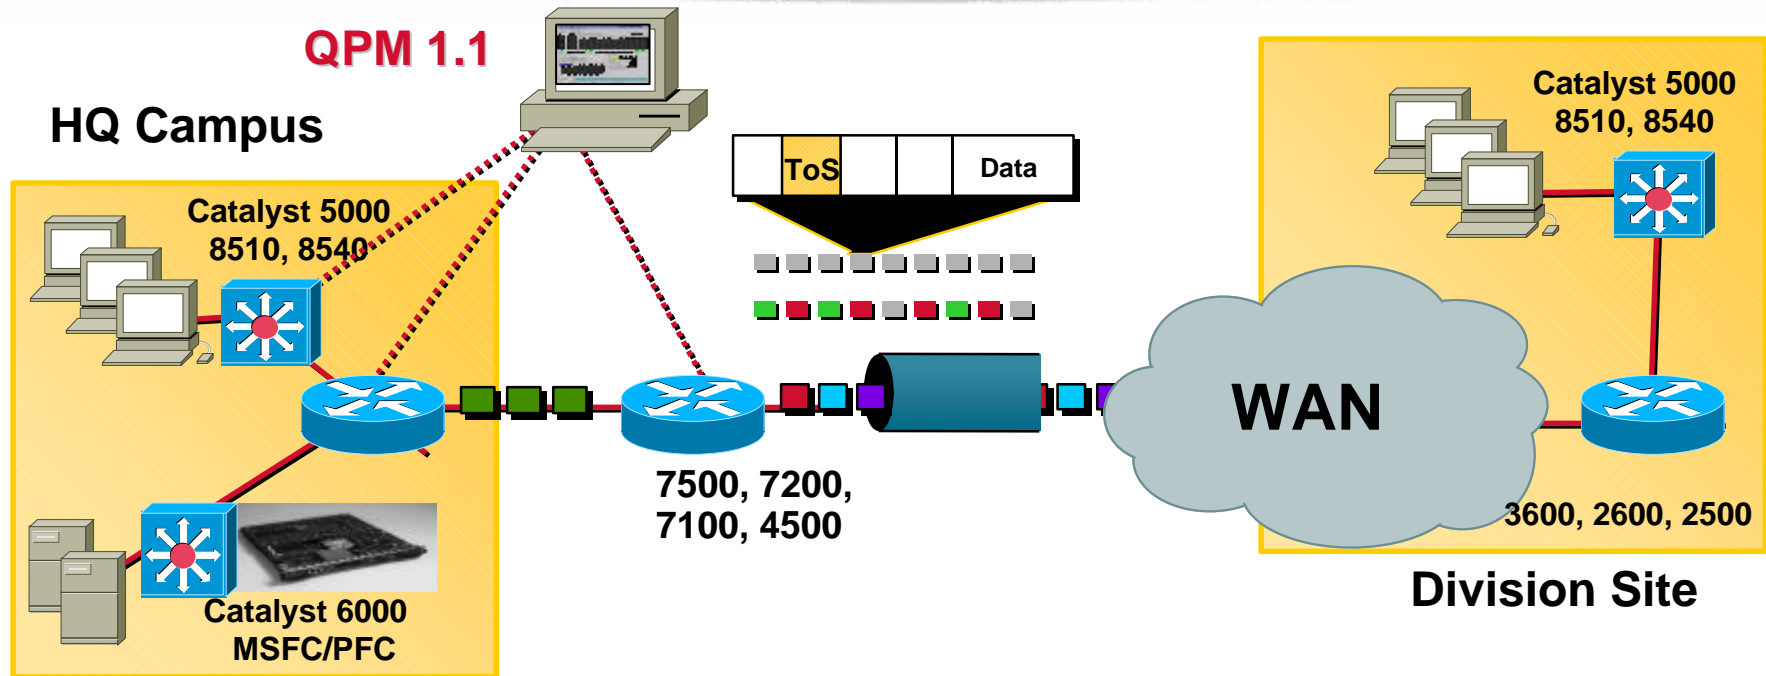 QPM 1.1
HQ Campus
Catalyst 5000
8510, 8540
Catalyst 6000
MSFC/PFC
7500, 7200,
7100, 4500
ToS
Data
WAN
Catalyst 5000
8510, 8540
3600, 2600, 2500
Division Site